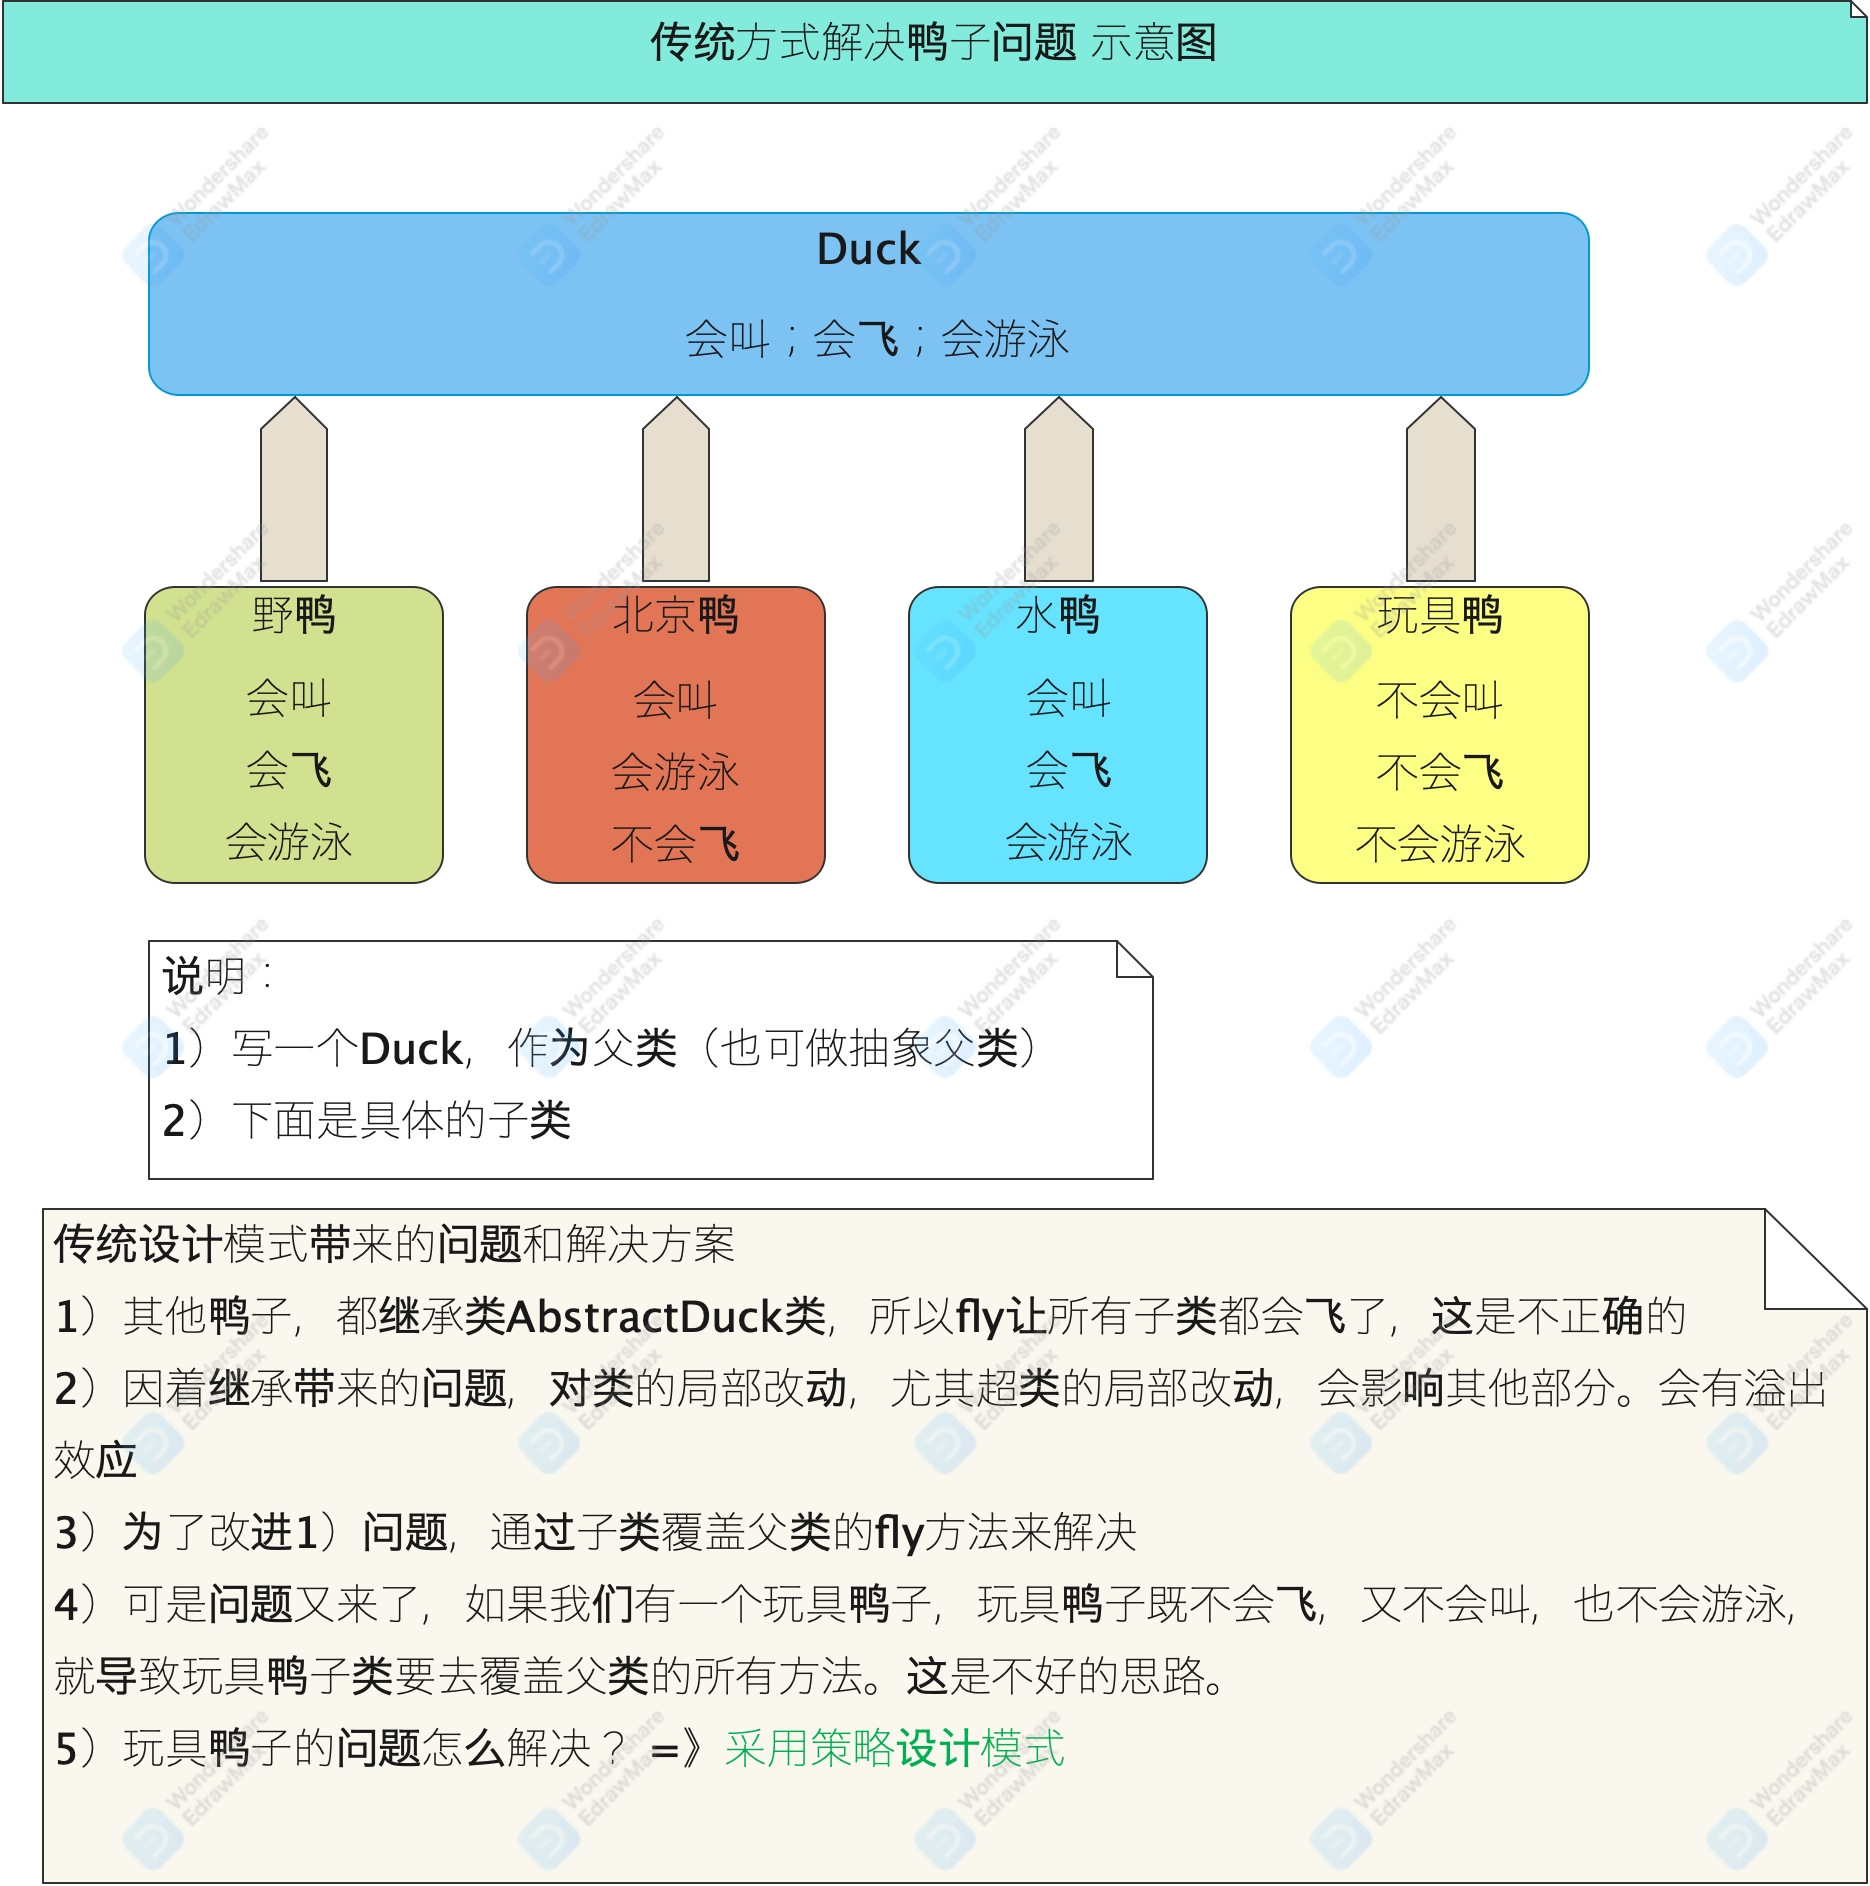 传统方式解决鸭子问题 示意图
Duck
会叫；会飞；会游泳
野鸭
会叫
会飞
会游泳
北京鸭
会叫
会游泳
不会飞
水鸭
会叫
会飞
会游泳
玩具鸭
不会叫
不会飞
不会游泳
说明：
1）写一个Duck，作为父类（也可做抽象父类）
2）下面是具体的子类
传统设计模式带来的问题和解决方案
1）其他鸭子，都继承类AbstractDuck类，所以fly让所有子类都会飞了，这是不正确的
2）因着继承带来的问题，对类的局部改动，尤其超类的局部改动，会影响其他部分。会有溢出
效应
3）为了改进1）问题，通过子类覆盖父类的fly方法来解决
4）可是问题又来了，如果我们有一个玩具鸭子，玩具鸭子既不会飞，又不会叫，也不会游泳，
就导致玩具鸭子类要去覆盖父类的所有方法。这是不好的思路。
5）玩具鸭子的问题怎么解决？ =》采用策略设计模式
Wondershare
EdrawMax